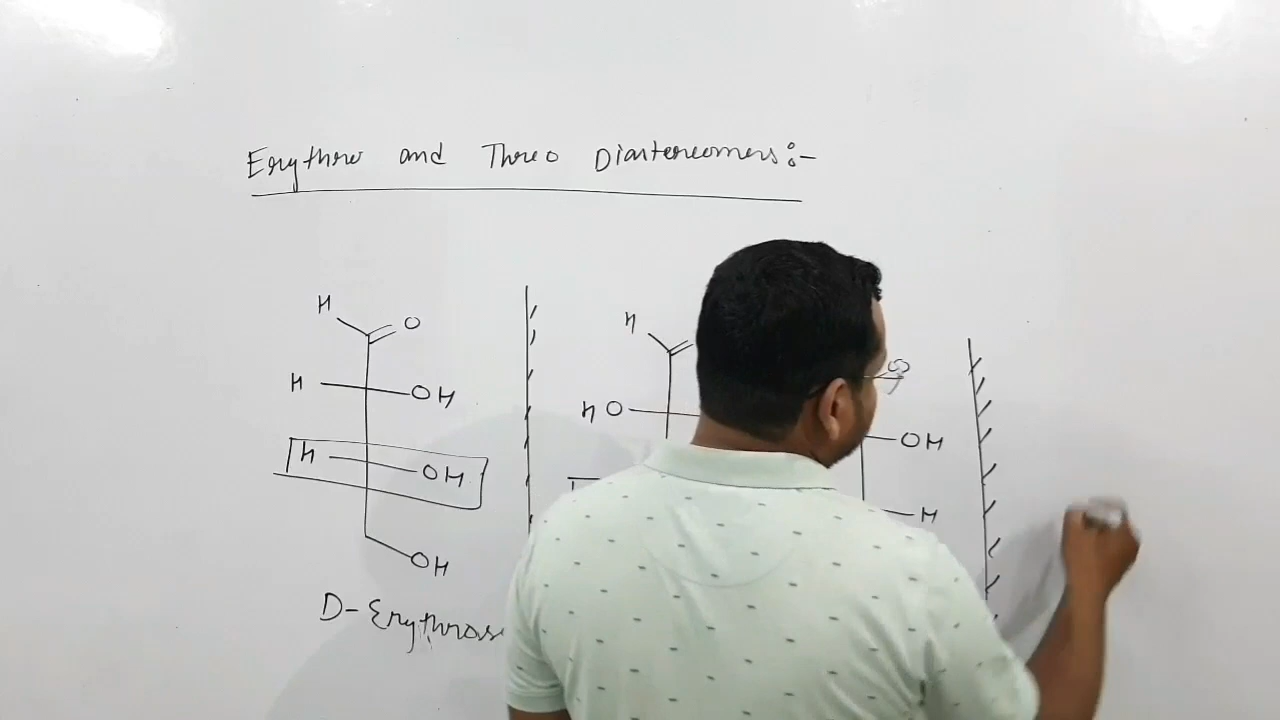 Erythro and Threo Diastereomers:-
H O
H OH
H OH
OH
D-Erythrose
H
HO
O
OH
H